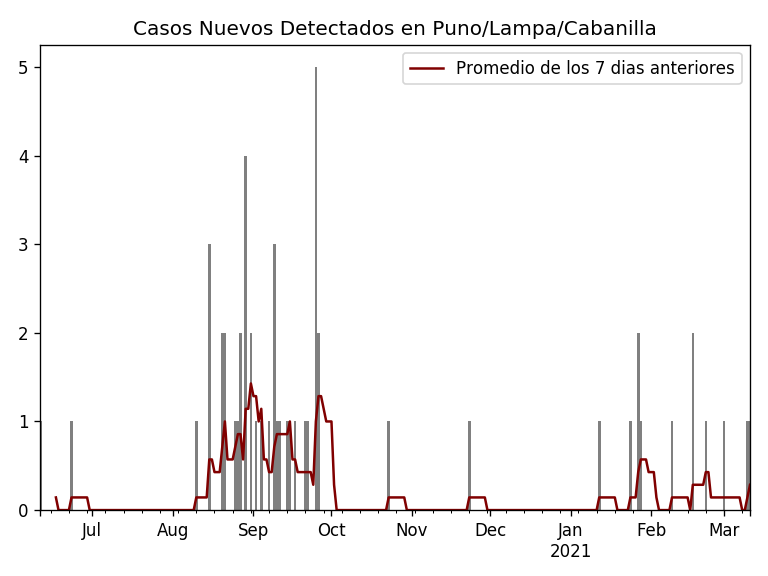 Casos Nuevos Detectados en Puno/Lampa/Cabanilla
Promedio de los 7 dias anteriores
5
4
3
2
1
0
Jul Aug Sep Oct Nov Dec Jan Feb Mar
2021